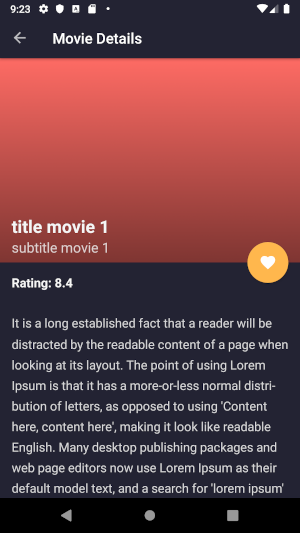 9:23
Movie Details
title movie 1
subtitle movie 1
Rating: 8.4
It is a long established fact that a reader will be
distracted by the readable content of a page when
looking at its layout. The point of using Lorem
Ipsum is that it has a more-or-less normal distri-
bution of letters, as opposed to using 'Content
here, content here', making it look like readable
English. Many desktop publishing packages and
web page editors now use Lorem Ipsum as their
default model text, and a search for 'lorem ipsum'